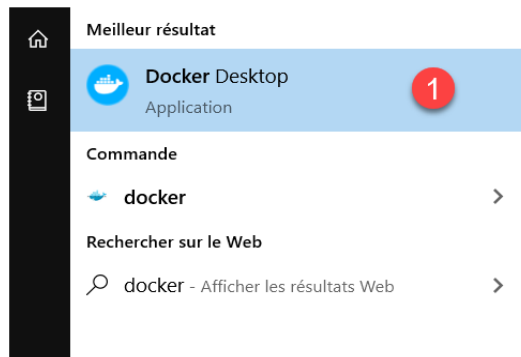 Meilleur résultat
Docker Desktop
Application
1
Commande
docker
Rechercher sur le Web
docker - Afficher les résultats Web